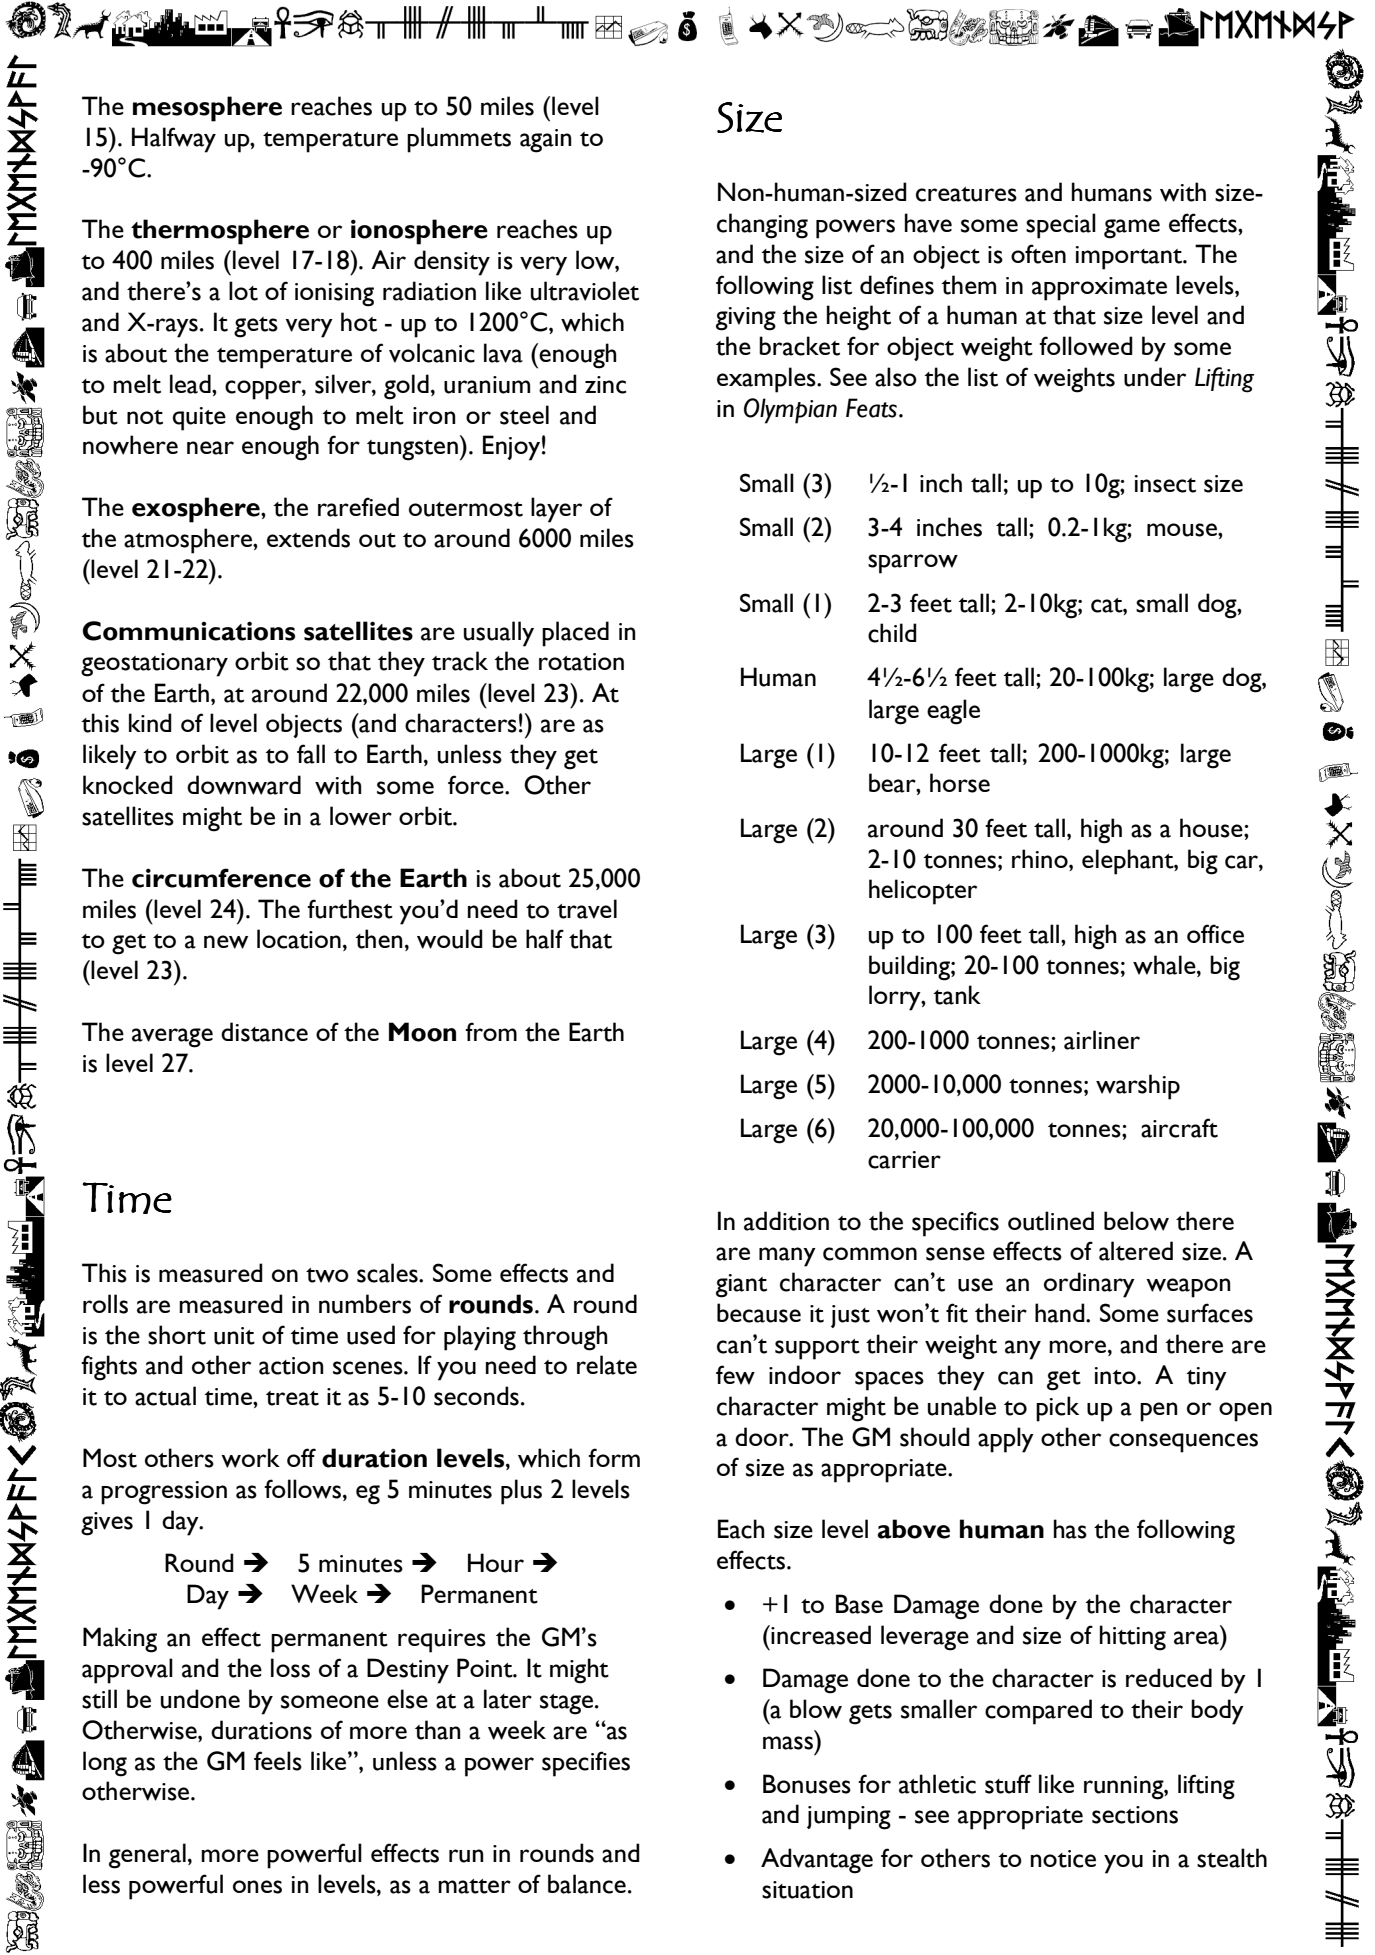 The mesosphere reaches up to 50 miles (level
15). Halfway up, temperature plummets again to
-90°C.
The thermosphere or ionosphere reaches up
to 400 miles (level 17-18). Air density is very low,
and there's a lot of ionising radiation like ultraviolet
and X-rays. It gets very hot - up to 1200°C, which
is about the temperature of volcanic lava (enough
to melt lead, copper, silver, gold, uranium and zinc
but not quite enough to melt iron or steel and
nowhere near enough for tungsten). Enjoy!
The exosphere, the rarefied outermost layer of
the atmosphere, extends out to around 6000 miles
(level 21-22).
Communications satellites are usually placed in
geostationary orbit so that they track the rotation
of the Earth, at around 22,000 miles (level 23). At
this kind of level objects (and characters!) are as
likely to orbit as to fall to Earth, unless they get
knocked downward with some force. Other
satellites might be in a lower orbit.
The circumference of the Earth is about 25,000
miles (level 24). The furthest you'd need to travel
to get to a new location, then, would be half that
(level 23).
The average distance of the Moon from the Earth
is level 27.
Time
This is measured on two scales. Some effects and
rolls are measured in numbers of rounds. A round
is the short unit of time used for playing through
fights and other action scenes. If you need to relate
it to actual time, treat it as 5-10 seconds.
Most others work off duration levels, which form
a progression as follows, eg 5 minutes plus 2 levels
gives 1 day.
Round ➔ 5 minutes ➔ Hour ➔
Day ➔ Week ➔ Permanent
Making an effect permanent requires the GM's
approval and the loss of a Destiny Point. It might
still be undone by someone else at a later stage.
Otherwise, durations of more than a week are “as
long as the GM feels like”, unless a power specifies
otherwise.
In general, more powerful effects run in rounds and
less powerful ones in levels, as a matter of balance.
Size
Non-human-sized creatures and humans with size-
changing powers have some special game effects,
and the size of an object is often important. The
following list defines them in approximate levels,
giving the height of a human at that size level and
the bracket for object weight followed by some
examples. See also the list of weights under Lifting
in Olympian Feats.
Small (3) ½-1 inch tall; up to 10g; insect size
Small (2) 3-4 inches tall; 0.2-1kg; mouse,
sparrow
Small (1) 2-3 feet tall; 2-10kg; cat, small dog,
child
Human 4½-6½ feet tall; 20-100kg; large dog,
large eagle
Large (1) 10-12 feet tall; 200-1000kg; large
bear, horse
Large (2) around 30 feet tall, high as a house;
2-10 tonnes; rhino, elephant, big car,
helicopter
Large (3) up to 100 feet tall, high as an office
building; 20-100 tonnes; whale, big
lorry, tank
Large (4) 200-1000 tonnes; airliner
Large (5) 2000-10,000 tonnes; warship
Large (6) 20,000-100,000 tonnes; aircraft
carrier
In addition to the specifics outlined below there
are many common sense effects of altered size. A
giant character can't use an ordinary weapon
because it just won't fit their hand. Some surfaces
can't support their weight any more, and there are
few indoor spaces they can get into. A tiny
character might be unable to pick up a pen or open
a door. The GM should apply other consequences
of size as appropriate.
Each size level above human has the following
effects.
• +1 to Base Damage done by the character
(increased leverage and size of hitting area)
• Damage done to the character is reduced by 1
(a blow gets smaller compared to their body
mass)
• Bonuses for athletic stuff like running, lifting
and jumping - see appropriate sections
• Advantage for others to notice you in a stealth
situation